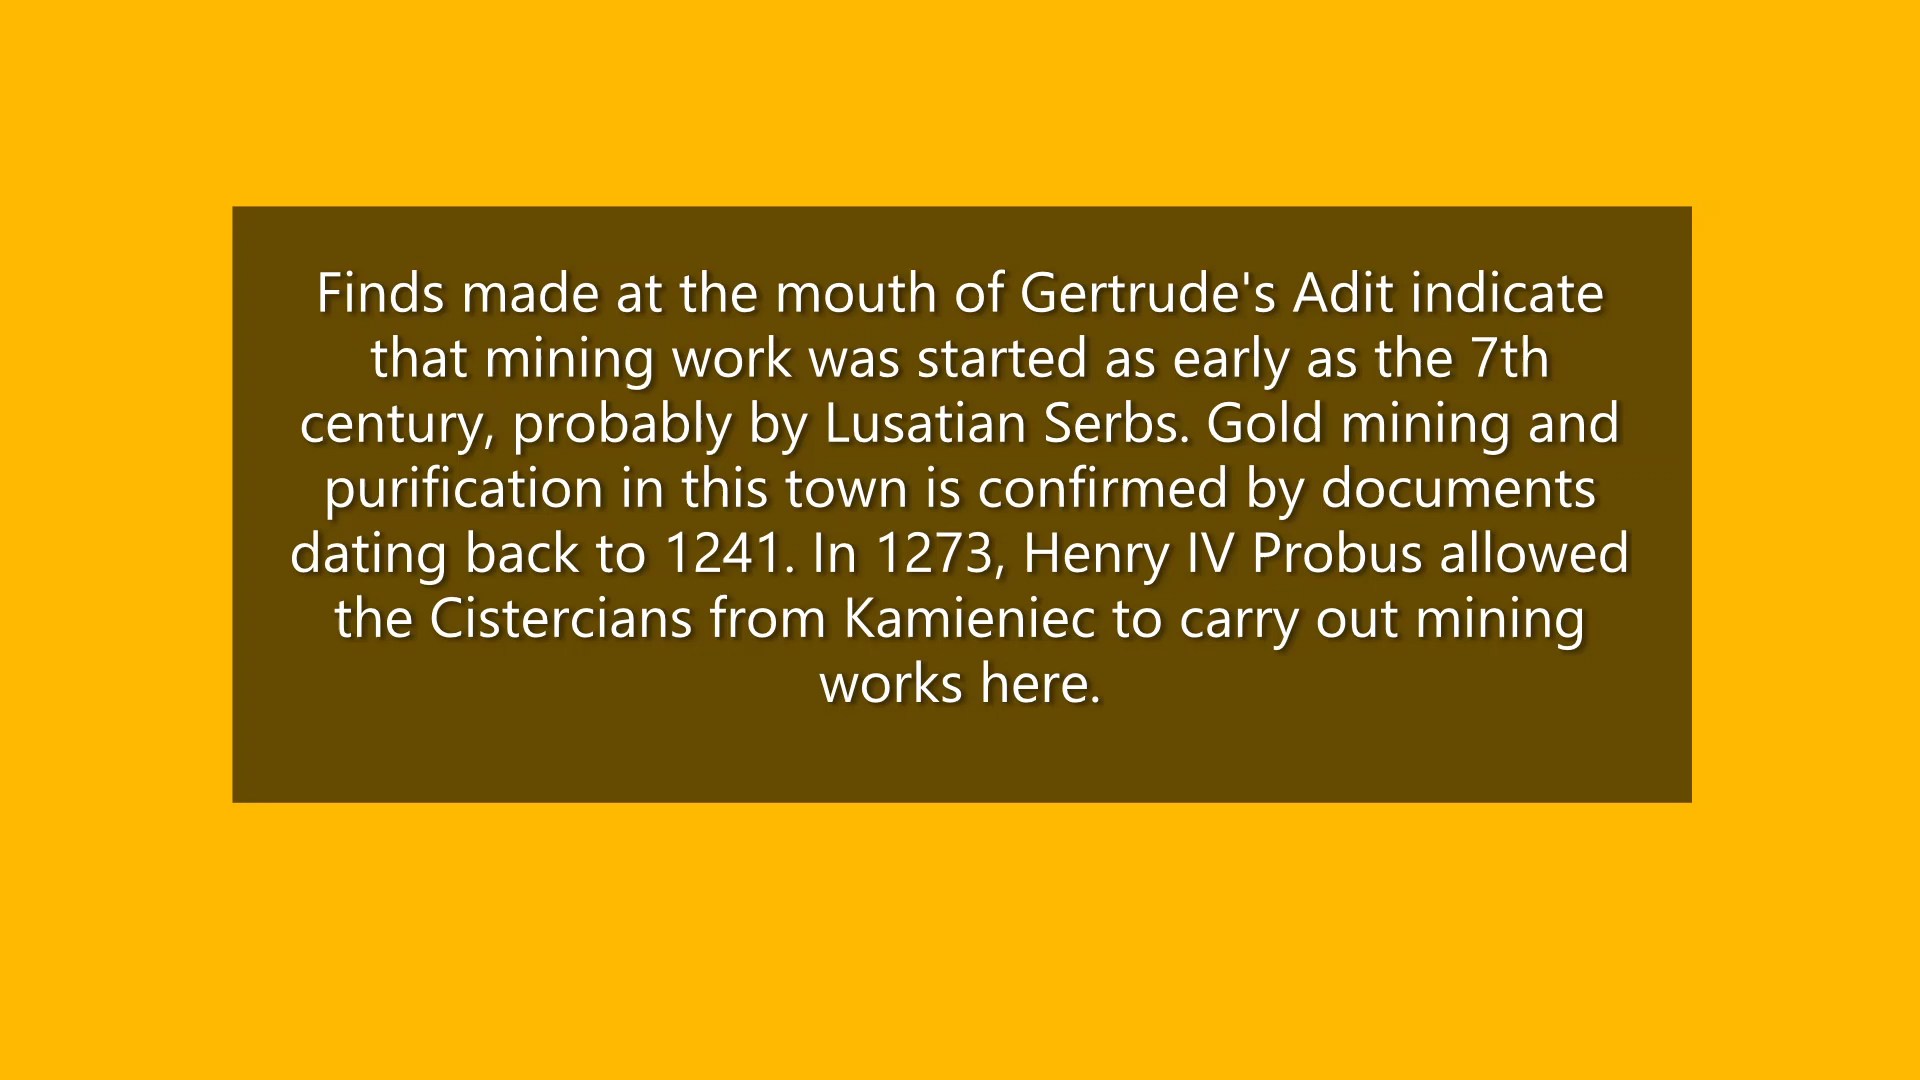 Finds made at the mouth of Gertrude's Adit indicate
that mining work was started as early as the 7th
century, probably by Lusatian Serbs. Gold mining and
purification in this town is confirmed by documents
dating back to 1241. In 1273, Henry IV Probus allowed
the Cistercians from Kamieniec to carry out mining
works here.